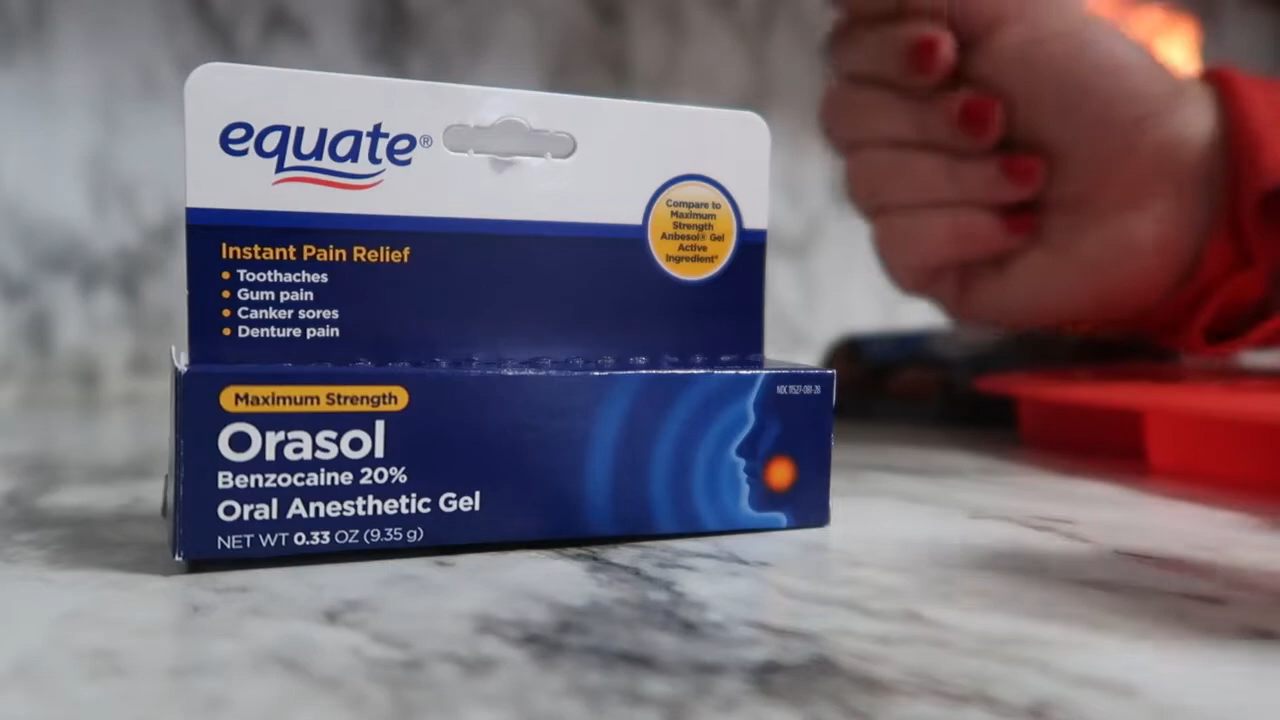 equate®
Compare to
Maximum
Strength
Anbesol® Gel
Active
Ingredient*
Instant Pain Relief
• Toothaches
• Gum pain
• Canker sores
• Denture pain
Maximum Strength
Orasol
Benzocaine 20%
Oral Anesthetic Gel
NET WT 0.33 OZ (9.35 g)